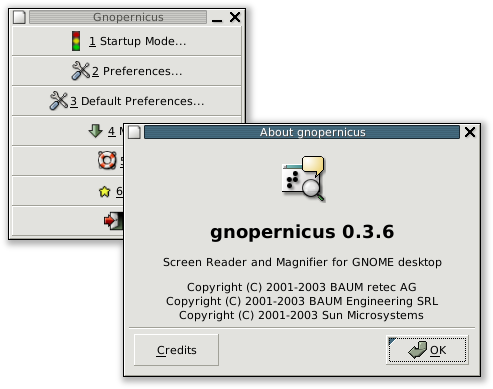 Gnopernicus
1 Startup Mode...
2 Preferences...
3 Default Preferences...
4
5
6
About gnopernicus
gnopernicus 0.3.6
Screen Reader and Magnifier for GNOME desktop
Copyright (C) 2001-2003 BAUM retec AG
Copyright (C) 2001-2003 BAUM Engineering SRL
Copyright (C) 2001-2003 Sun Microsystems
Credits
OK